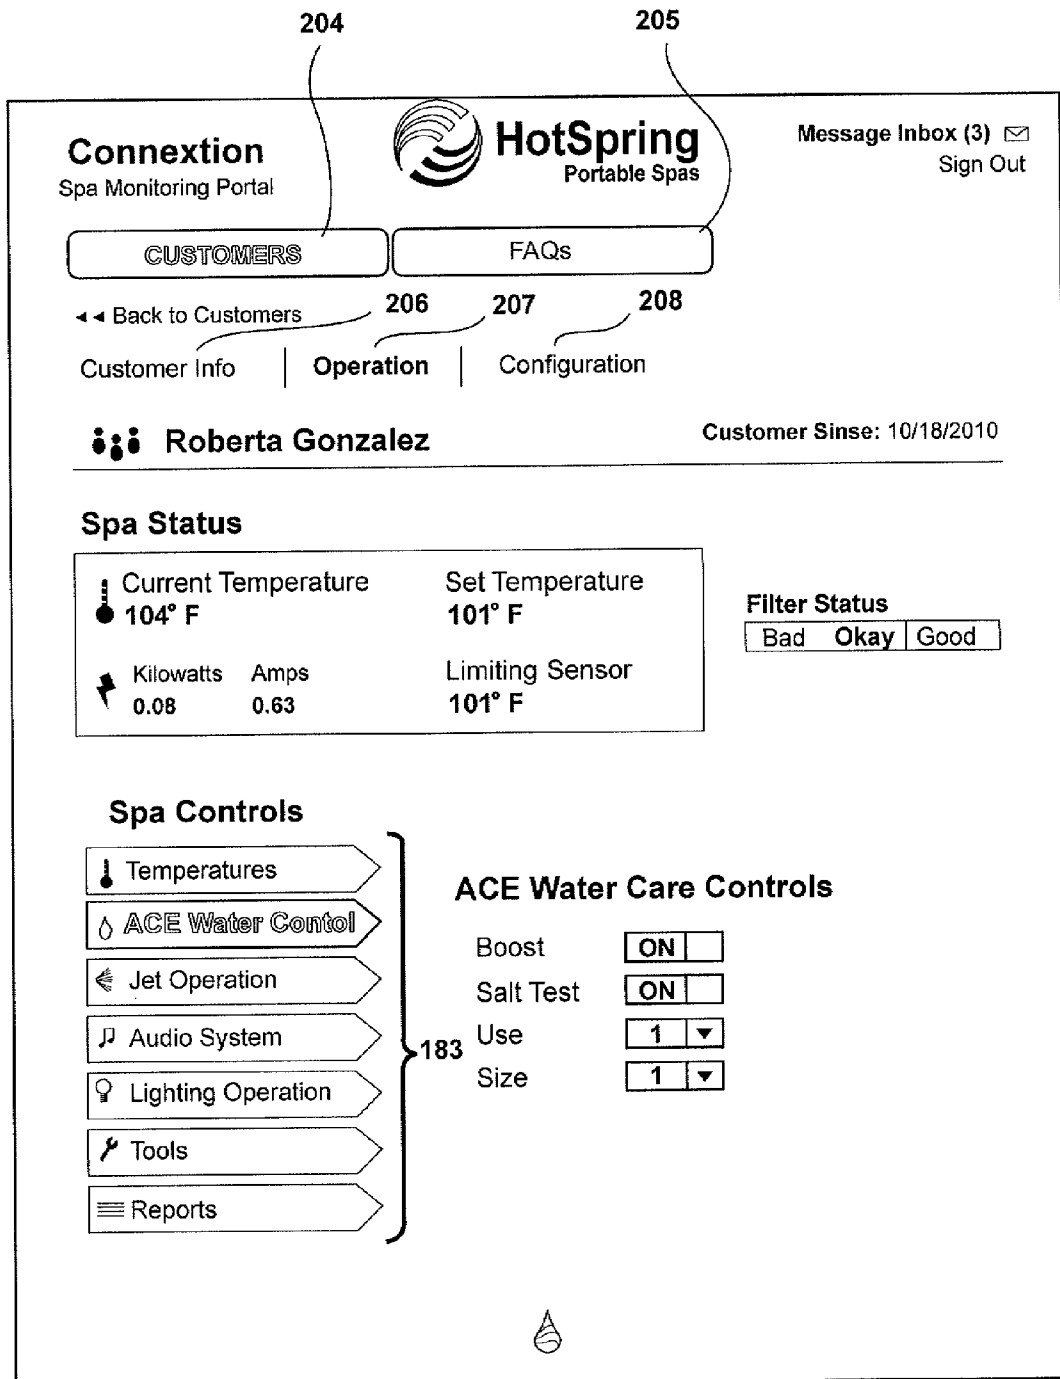 204 205
Connextion
Spa Monitoring Portal
HotSpring
Portable Spas
Message Inbox (3)
Sign Out
CUSTOMERS
FAQs
◄◄ Back to Customers
206 207 208
Customer Info | Operation | Configuration
Roberta Gonzalez
Customer Sinse: 10/18/2010
Spa Status
Current Temperature
104° F
Set Temperature
101° F
Kilowatts Amps
0.08 0.63
Limiting Sensor
101° F
Filter Status
Bad Okay Good
Spa Controls
Temperatures
ACE Water Contol
Jet Operation
Audio System
Lighting Operation
Tools
Reports
183
ACE Water Care Controls
Boost ON
Salt Test ON
Use 1
Size 1